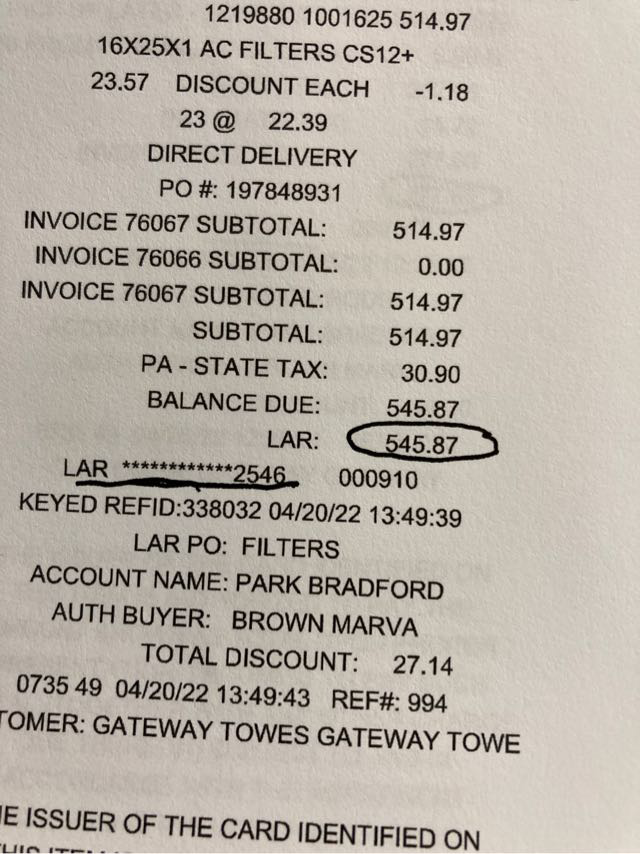 1219880 1001625 514.97
16X25X1 AC FILTERS CS12+
23.57 DISCOUNT EACH -1.18
23 @ 22.39
DIRECT DELIVERY
PO #: 197848931
INVOICE 76067 SUBTOTAL: 514.97
INVOICE 76066 SUBTOTAL: 0.00
INVOICE 76067 SUBTOTAL: 514.97
SUBTOTAL: 514.97
PA - STATE TAX: 30.90
BALANCE DUE: 545.87
LAR: 545.87
LAR ************2546 000910
KEYED REFID:338032 04/20/22 13:49:39
LAR PO: FILTERS
ACCOUNT NAME: PARK BRADFORD
AUTH BUYER: BROWN MARVA
TOTAL DISCOUNT: 27.14
0735 49 04/20/22 13:49:43 REF#: 994
TOMER: GATEWAY TOWES GATEWAY TOWE
E ISSUER OF THE CARD IDENTIFIED ON